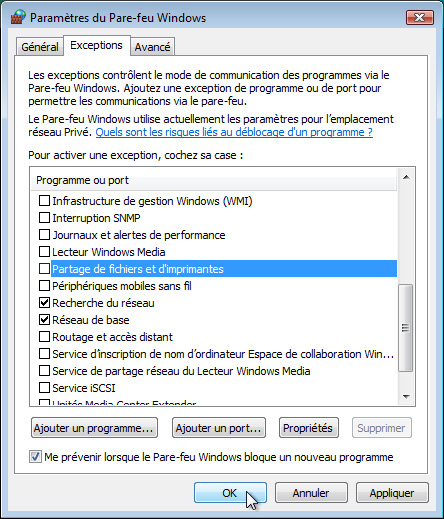 Paramètres du Pare-feu Windows
Général Exceptions Avancé
Les exceptions contrôlent le mode de communication des programmes via le
Pare-feu Windows. Ajoutez une exception de programme ou de port pour
permettre les communications via le pare-feu.
Le Pare-feu Windows utilise actuellement les paramètres pour l'emplacement
réseau Privé. Quels sont les risques liés au déblocage d'un programme ?
Pour activer une exception, cochez sa case :
Programme ou port
Infrastructure de gestion Windows (WMI)
Interruption SNMP
Journaux et alertes de performance
Lecteur Windows Media
Partage de fichiers et d'imprimantes
Périphériques mobiles sans fil
Recherche du réseau
Réseau de base
Routage et accès distant
Service d'inscription de nom d'ordinateur Espace de collaboration Win...
Service de partage réseau du Lecteur Windows Media
Service iSCSI
Unités Media Center Extender
Ajouter un programme... Ajouter un port... Propriétés Supprimer
Me prévenir lorsque le Pare-feu Windows bloque un nouveau programme
OK Annuler Appliquer